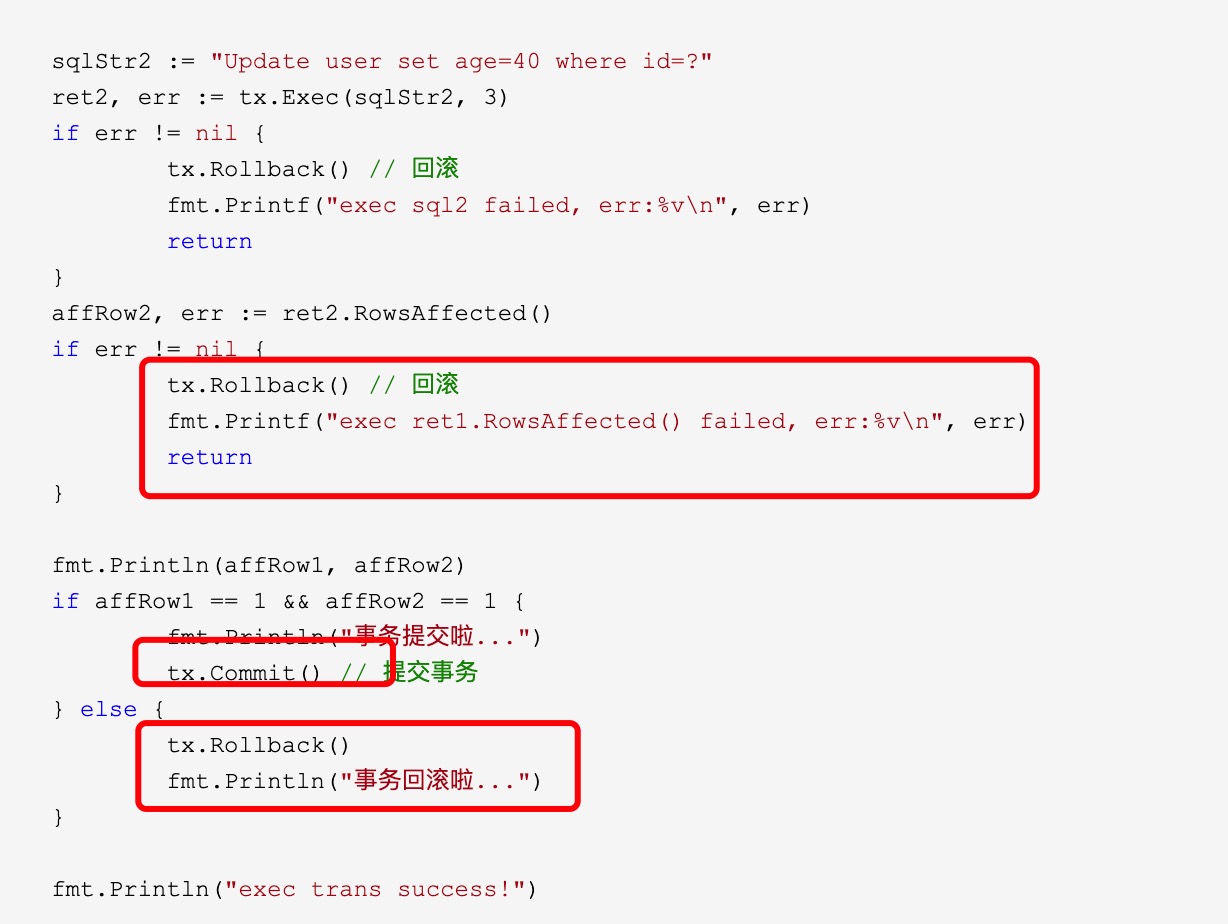 sqlStr2 := "Update user set age=40 where id=?"
ret2, err := tx.Exec(sqlStr2, 3)
if err != nil {
        tx.Rollback() // 回滚
        fmt.Printf("exec sql2 failed, err:%v\n", err)
        return
}
affRow2, err := ret2.RowsAffected()
if err != nil {
        tx.Rollback() // 回滚
        fmt.Printf("exec ret1.RowsAffected() failed, err:%v\n", err)
        return
}
fmt.Println(affRow1, affRow2)
if affRow1 == 1 && affRow2 == 1 {
        fmt.Println("事务提交啦...")
        tx.Commit() // 提交事务
} else {
        tx.Rollback()
        fmt.Println("事务回滚啦...")
}
fmt.Println("exec trans success!")